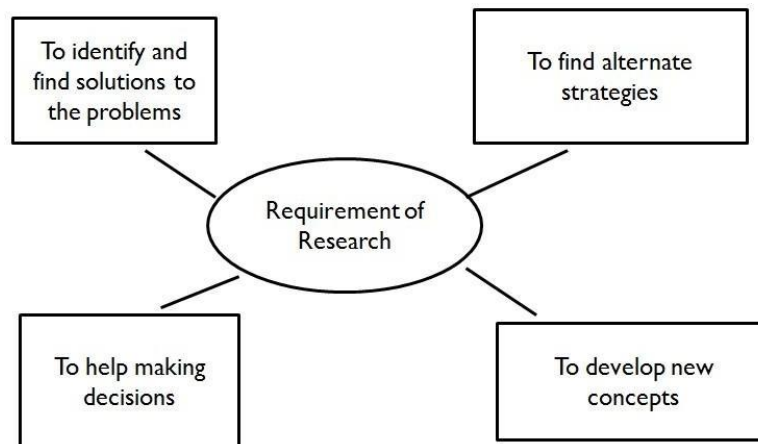 To identify and
find solutions to
the problems
To find alternate
strategies
Requirement of
Research
To help making
decisions
To develop new
concepts